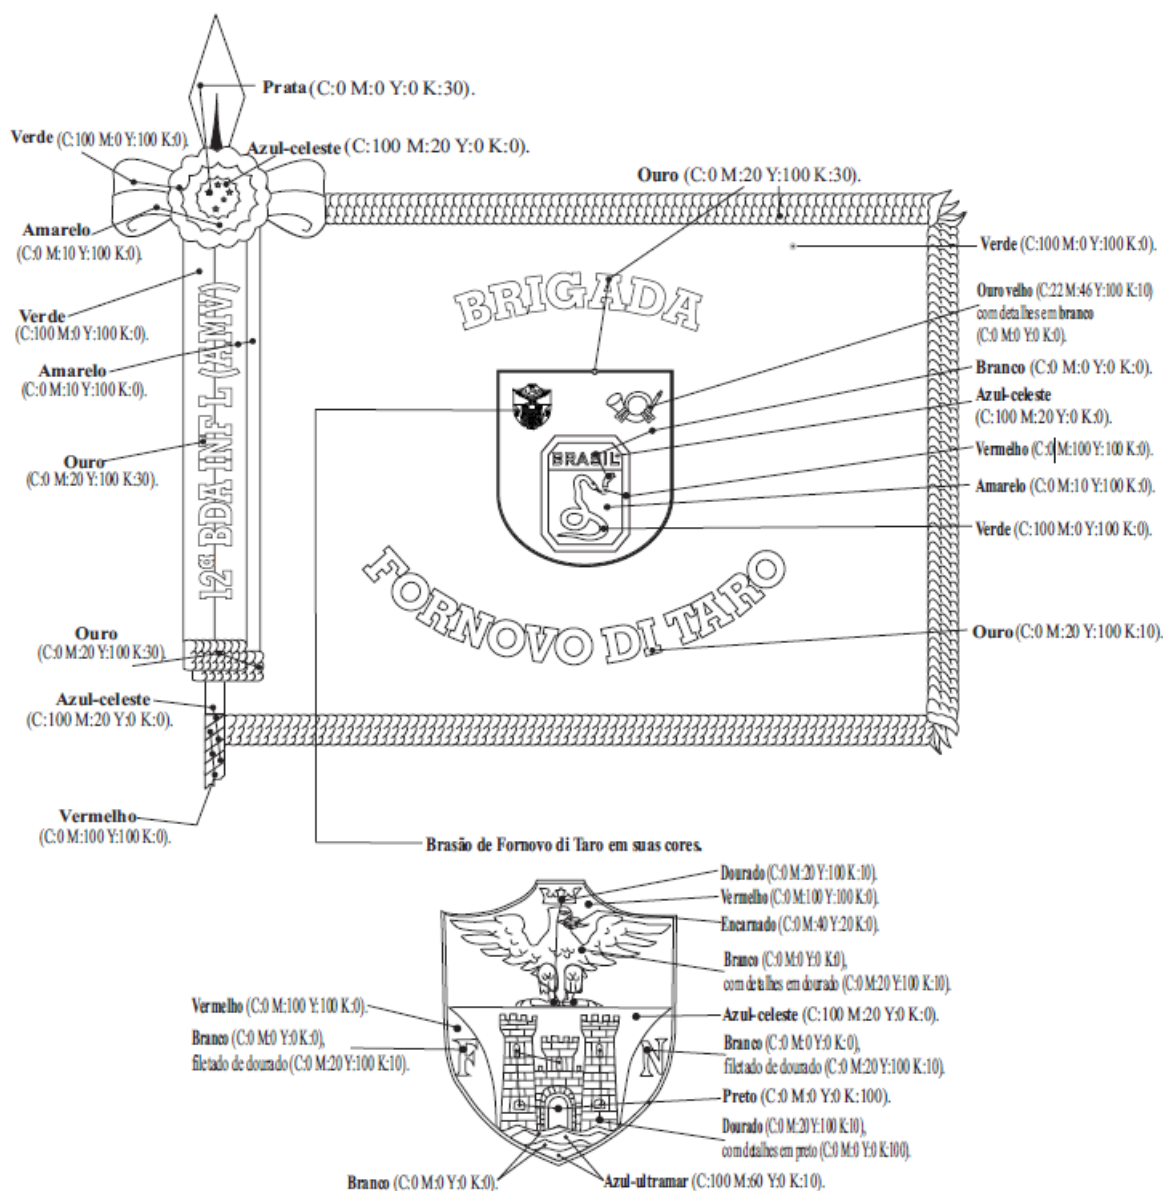 Prata (C:0 M:0 Y:0 K:30).
Verde (C:100 M:0 Y:100 K:0).
Azul-celeste (C:100 M:20 Y:0 K:0).
Ouro (C:0 M:20 Y:100 K:30).
Amarelo
(C:0 M:10 Y:100 K:0).
Verde (C:100 M:0 Y:100 K:0).
BRIGADA
Ouro velho (C:22 M:46 Y:100 K:10)
com detalhes em branco
(C:0 M:0 Y:0 K:0).
Verde
(C:100 M:0 Y:100 K:0).
Amarelo
(C:0 M:10 Y:100 K:0).
12ª BDA INF L (AMV)
Branco (C:0 M:0 Y:0 K:0).
Azul-celeste
(C:100 M:20 Y:0 K:0).
BRASIL
Vermelho (C:0 M:100 Y:100 K:0).
Ouro
(C:0 M:20 Y:100 K:30).
Amarelo (C:0 M:10 Y:100 K:0).
Verde (C:100 M:0 Y:100 K:0).
FORNOVO DI TARO
Ouro
(C:0 M:20 Y:100 K:30).
Ouro (C:0 M:20 Y:100 K:10).
Azul-celeste
(C:100 M:20 Y:0 K:0).
Vermelho
(C:0 M:100 Y:100 K:0).
Brasão de Fornovo di Taro em suas cores.
Dourado (C:0 M:20 Y:100 K:10).
Vermelho (C:0 M:100 Y:100 K:0).
Encarnado (C:0 M:40 Y:20 K:0).
Branco (C:0 M:0 Y:0 K:0),
com detalhes em dourado (C:0 M:20 Y:100 K:10).
Vermelho (C:0 M:100 Y:100 K:0).
Azul-celeste (C:100 M:20 Y:0 K:0).
Branco (C:0 M:0 Y:0 K:0),
filetado de dourado (C:0 M:20 Y:100 K:10).
F
N
Branco (C:0 M:0 Y:0 K:0),
filetado de dourado (C:0 M:20 Y:100 K:10).
Preto (C:0 M:0 Y:0 K:100).
Dourado (C:0 M:20 Y:100 K:10),
com detalhes em preto (C:0 M:0 Y:0 K:100).
Branco (C:0 M:0 Y:0 K:0).
Azul-ultramar (C:100 M:60 Y:0 K:10).